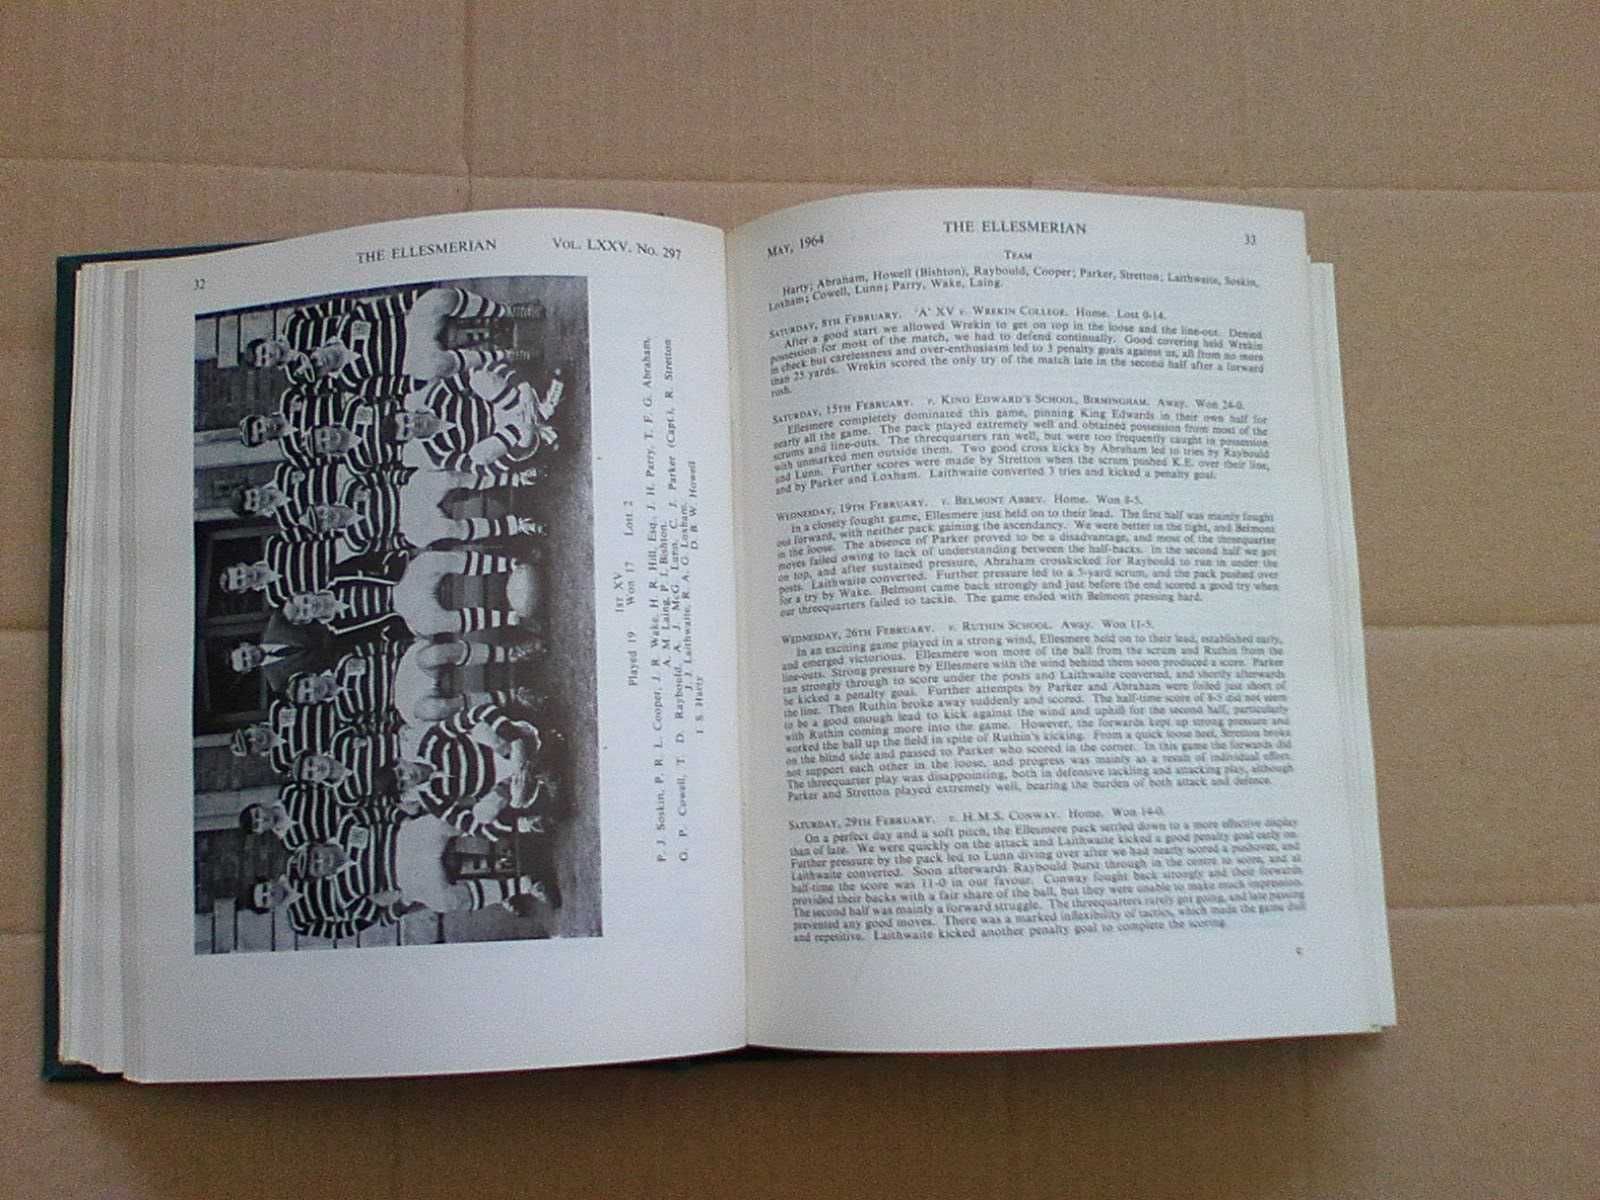 32
THE ELLESMERIAN
VOL. LXXV. No. 297
1ST XV
Played 19 Won 17 Lost 2
P. J. Soskin, P. R. L. Cooper, J. R. Wake, H. R. Hill, Esq., J. H. Parry, T. F. G. Abraham,
A. M. Laing, P. J. Bishton,
G. P. Cowell, T. D. Raybould, A. J. McG. Lunn, C. J. Parker (Capt.), R. Stretton
J. J. Laithwaite, R. A. G. Loxham,
I. S. Harty D. B. W. Howell
MAY, 1964
THE ELLESMERIAN
33
TEAM
Harty; Abraham, Howell (Bishton), Raybould, Cooper; Parker, Stretton; Laithwaite, Soskin,
Loxham; Cowell, Lunn; Parry, Wake, Laing.
SATURDAY, 8TH FEBRUARY. 'A' XV v. WREKIN COLLEGE. Home. Lost 0-14.
After a good start we allowed Wrekin to get on top in the loose and the line-out. Denied
possession for most of the match, we had to defend continually. Good covering held Wrekin
in check but carelessness and over-enthusiasm led to 3 penalty goals against us, all from no more
than 25 yards. Wrekin scored the only try of the match late in the second half after a forward
rush.
SATURDAY, 15TH FEBRUARY. v. KING EDWARD'S SCHOOL, BIRMINGHAM. Away. Won 24-0.
Ellesmere completely dominated this game, pinning King Edwards in their own half for
nearly all the game. The pack played extremely well and obtained possession from most of the
scrums and line-outs. The threequarters ran well, but were too frequently caught in possession
with unmarked men outside them. Two good cross kicks by Abraham led to tries by Raybould
and Lunn. Further scores were made by Stretton when the scrum pushed K.E. over their line,
and by Parker and Loxham. Laithwaite converted 3 tries and kicked a penalty goal.
WEDNESDAY, 19TH FEBRUARY. v. BELMONT ABBEY. Home. Won 8-5.
In a closely fought game, Ellesmere just held on to their lead. The first half was mainly fought
out forward, with neither pack gaining the ascendancy. We were better in the tight, and Belmont
in the loose. The absence of Parker proved to be a disadvantage, and most of the threequarter
moves failed owing to lack of understanding between the half-backs. In the second half we got
on top, and after sustained pressure, Abraham crosskicked for Raybould to run in under the
posts. Laithwaite converted. Further pressure led to a 5-yard scrum, and the pack pushed over
for a try by Wake. Belmont came back strongly and just before the end scored a good try when
our threequarters failed to tackle. The game ended with Belmont pressing hard.
WEDNESDAY, 26TH FEBRUARY. v. RUTHIN SCHOOL. Away. Won 11-5.
In an exciting game played in a strong wind, Ellesmere held on to their lead, established early,
and emerged victorious. Ellesmere won more of the ball from the scrum and Ruthin from the
line-outs. Strong pressure by Ellesmere with the wind behind them soon produced a score. Parker
ran strongly through to score under the posts and Laithwaite converted, and shortly afterwards
he kicked a penalty goal. Further attempts by Parker and Abraham were foiled just short of
the line. Then Ruthin broke away suddenly and scored. The half-time score of 8-5 did not seem
to be a good enough lead to kick against the wind and uphill for the second half, particularly
with Ruthin coming more into the game. However, the forwards kept up strong pressure and
worked the ball up the field in spite of Ruthin's kicking. From a quick loose heel, Stretton broke
on the blind side and passed to Parker who scored in the corner. In this game the forwards did
not support each other in the loose, and progress was mainly as a result of individual effort.
The threequarter play was disappointing, both in defensive tackling and attacking play, although
Parker and Stretton played extremely well, bearing the burden of both attack and defence.
SATURDAY, 29TH FEBRUARY. v. H.M.S. CONWAY. Home. Won 14-0.
On a perfect day and a soft pitch, the Ellesmere pack settled down to a more effective display
than of late. We were quickly on the attack and Laithwaite kicked a good penalty goal early on.
Further pressure by the pack led to Lunn diving over after we had nearly scored a pushover, and
Laithwaite converted. Soon afterwards Raybould burst through in the centre to score, and at
half-time the score was 11-0 in our favour. Conway fought back strongly and their forwards
provided their backs with a fair share of the ball, but they were unable to make much impression.
The second half was mainly a forward struggle. The threequarters rarely got going, and late passing
prevented any good moves. There was a marked inflexibility of tactics, which made the game dull
and repetitive. Laithwaite kicked another penalty goal to complete the scoring.